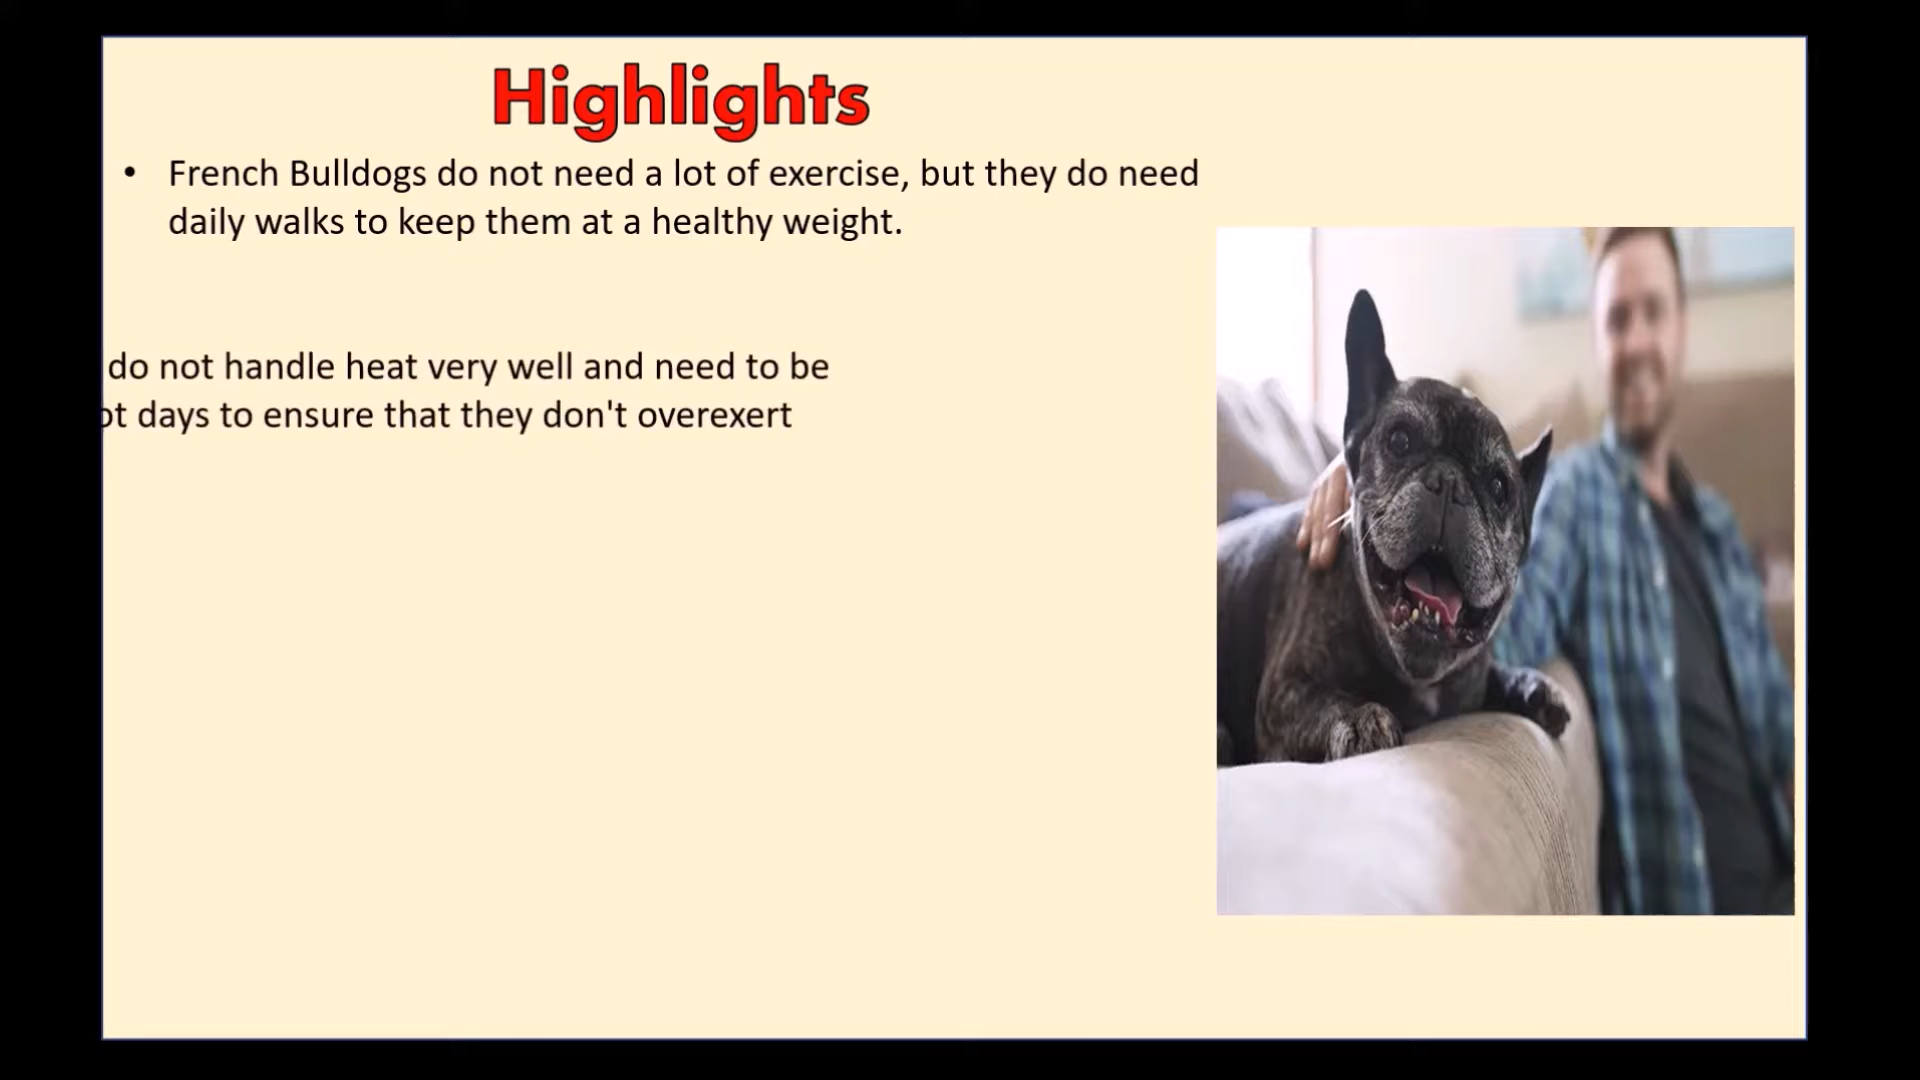 Highlights
• French Bulldogs do not need a lot of exercise, but they do need
daily walks to keep them at a healthy weight.
do not handle heat very well and need to be
days to ensure that they don't overexert